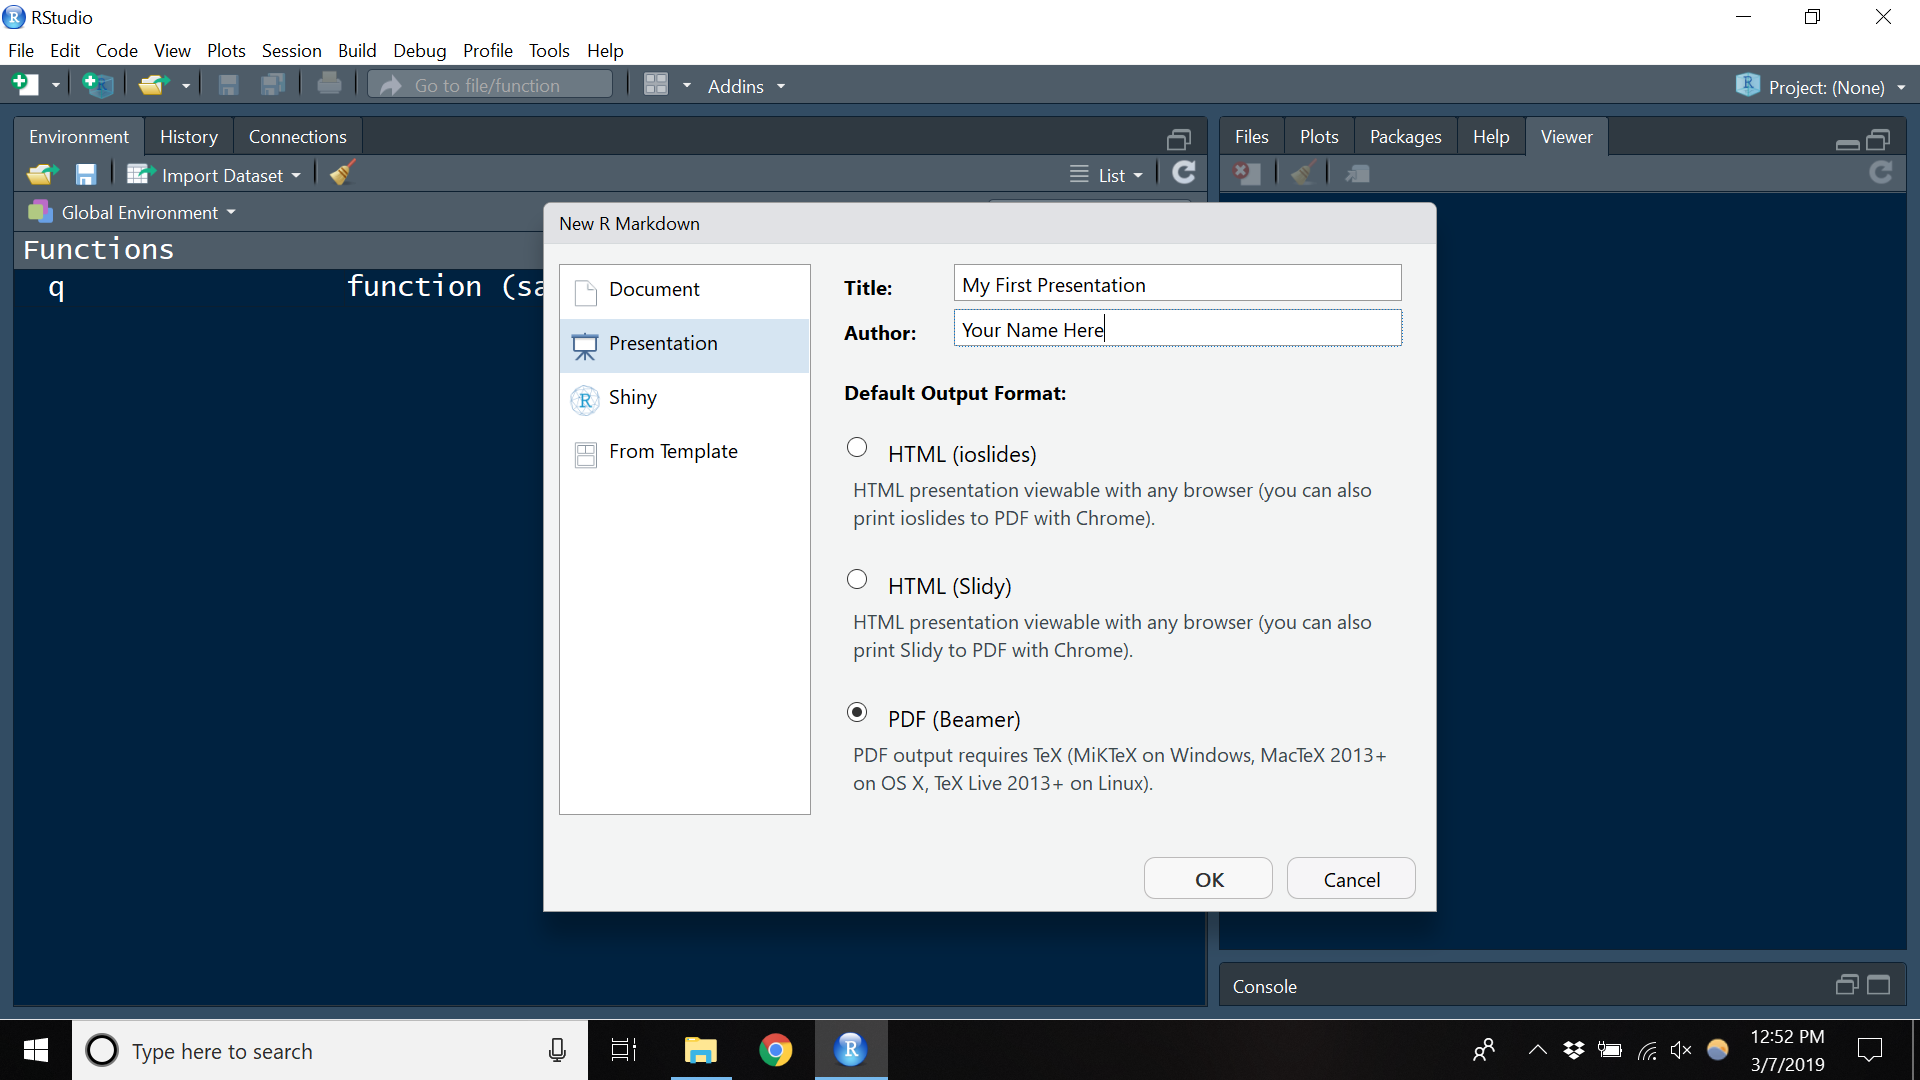 RStudio
File Edit Code View Plots Session Build Debug Profile Tools Help
Go to file/function Addins Project: (None)
Environment History Connections
Files Plots Packages Help Viewer
Import Dataset List
Global Environment
Functions
q function (sa
New R Markdown
Document
Presentation
Shiny
From Template
Title: My First Presentation
Author: Your Name Here
Default Output Format:
HTML (ioslides)
HTML presentation viewable with any browser (you can also
print ioslides to PDF with Chrome).
HTML (Slidy)
HTML presentation viewable with any browser (you can also
print Slidy to PDF with Chrome).
PDF (Beamer)
PDF output requires TeX (MiKTeX on Windows, MacTeX 2013+
on OS X, TeX Live 2013+ on Linux).
OK Cancel
Console
Type here to search
12:52 PM
3/7/2019